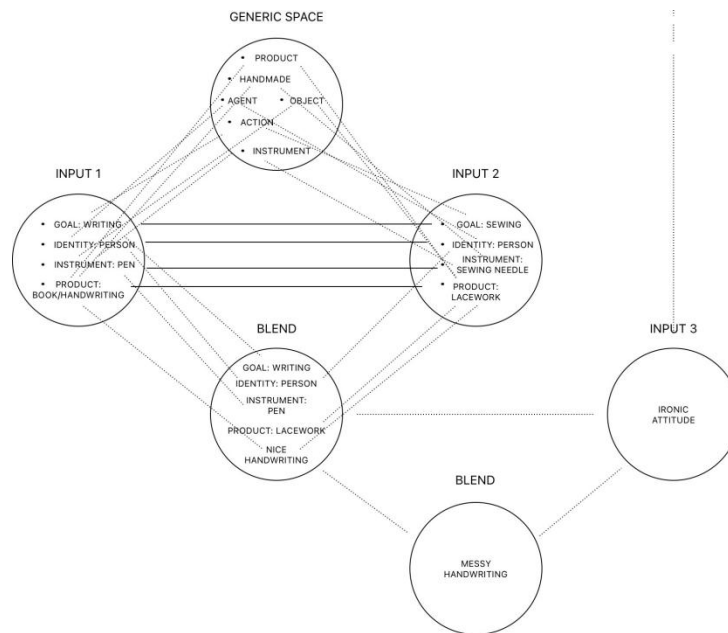 GENERIC SPACE
PRODUCT
HANDMADE
AGENT
OBJECT
ACTION
INSTRUMENT
INPUT 1
GOAL: WRITING
IDENTITY: PERSON
INSTRUMENT: PEN
PRODUCT:
BOOK/HANDWRITING
INPUT 2
GOAL: SEWING
IDENTITY: PERSON
INSTRUMENT:
SEWING NEEDLE
PRODUCT:
LACEWORK
BLEND
GOAL: WRITING
IDENTITY: PERSON
INSTRUMENT:
PEN
PRODUCT: LACEWORK
NICE
HANDWRITING
INPUT 3
IRONIC
ATTITUDE
BLEND
MESSY
HANDWRITING